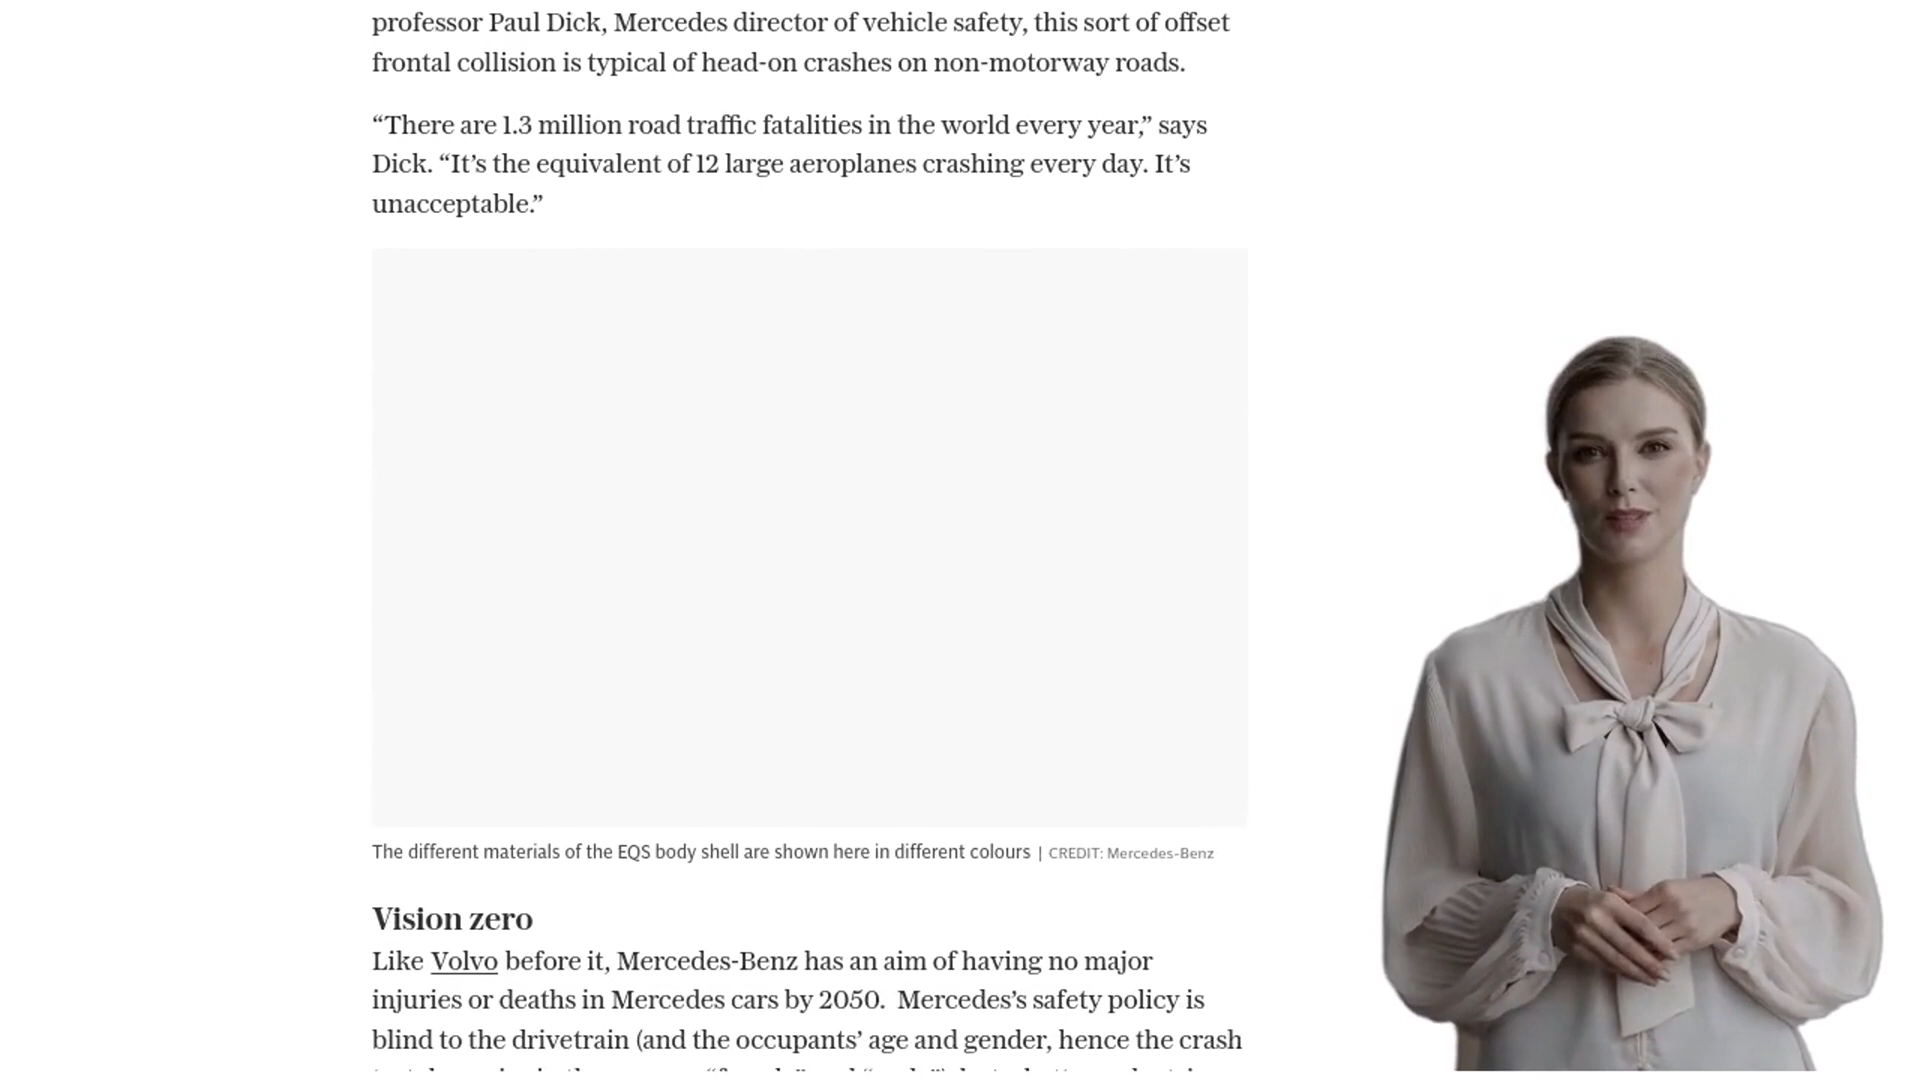 professor Paul Dick, Mercedes director of vehicle safety, this sort of offset
frontal collision is typical of head-on crashes on non-motorway roads.
“There are 1.3 million road traffic fatalities in the world every year,” says
Dick. “It’s the equivalent of 12 large aeroplanes crashing every day. It’s
unacceptable.”
The different materials of the EQS body shell are shown here in different colours | CREDIT: Mercedes-Benz
Vision zero
Like Volvo before it, Mercedes-Benz has an aim of having no major
injuries or deaths in Mercedes cars by 2050. Mercedes’s safety policy is
blind to the drivetrain (and the occupants’ age and gender, hence the crash